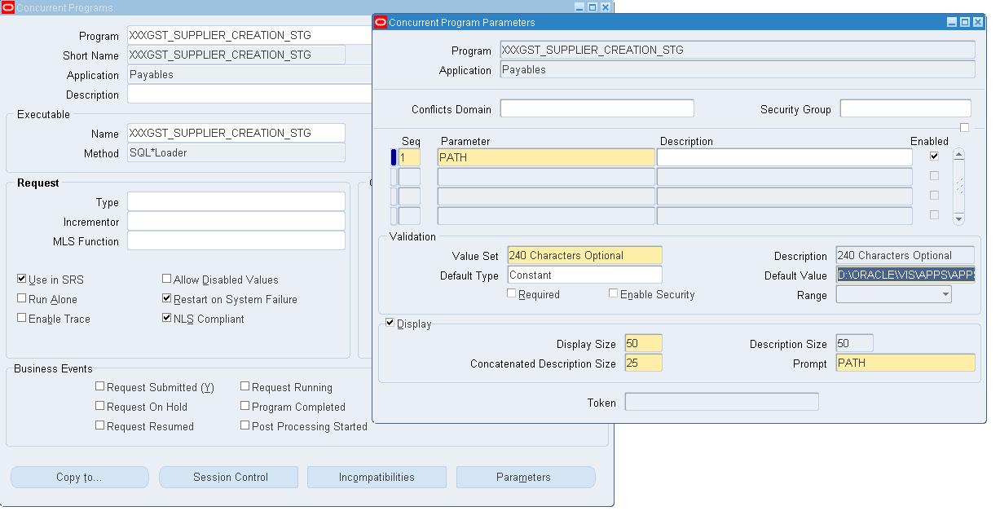 Concurrent Programs
Program XXXGST_SUPPLIER_CREATION_STG
Short Name XXXGST_SUPPLIER_CREATION_STG
Application Payables
Description
Executable
Name XXXGST_SUPPLIER_CREATION_STG
Method SQL*Loader
Request
Type
Incrementor
MLS Function
Use in SRS Allow Disabled Values
Run Alone Restart on System Failure
Enable Trace NLS Compliant
Business Events
Request Submitted (Y) Request Running
Request On Hold Program Completed
Request Resumed Post Processing Started
Copy to... Session Control Incompatibilities Parameters
Concurrent Program Parameters
Program XXXGST_SUPPLIER_CREATION_STG
Application Payables
Conflicts Domain Security Group
Seq Parameter Description Enabled
1 PATH
Validation
Value Set 240 Characters Optional Description 240 Characters Optional
Default Type Constant Default Value D:\ORACLE\VIS\APPS\APPS
Required Enable Security Range
Display
Display Size 50 Description Size 50
Concatenated Description Size 25 Prompt PATH
Token